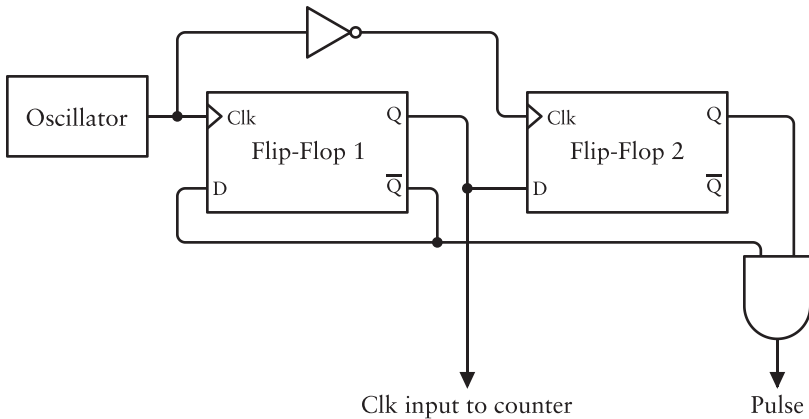 Oscillator
Clk
Q
Flip-Flop 1
D
Q̅
Clk
Q
Flip-Flop 2
D
Q̅
Clk input to counter
Pulse